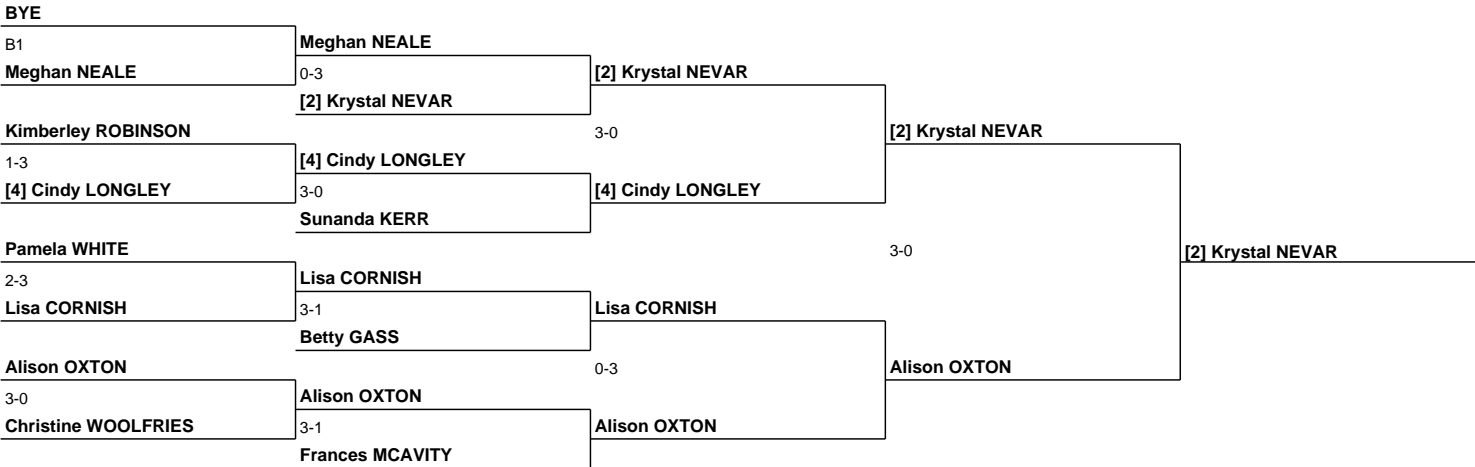 BYE
B1
Meghan NEALE
Meghan NEALE
0-3
[2] Krystal NEVAR
[2] Krystal NEVAR
Kimberley ROBINSON
3-0
[2] Krystal NEVAR
1-3
[4] Cindy LONGLEY
[4] Cindy LONGLEY
3-0
[4] Cindy LONGLEY
Sunanda KERR
Pamela WHITE
3-0
[2] Krystal NEVAR
2-3
Lisa CORNISH
Lisa CORNISH
3-1
Lisa CORNISH
Betty GASS
Alison OXTON
0-3
Alison OXTON
3-0
Alison OXTON
Christine WOOLFRIES
3-1
Alison OXTON
Frances MCAVITY